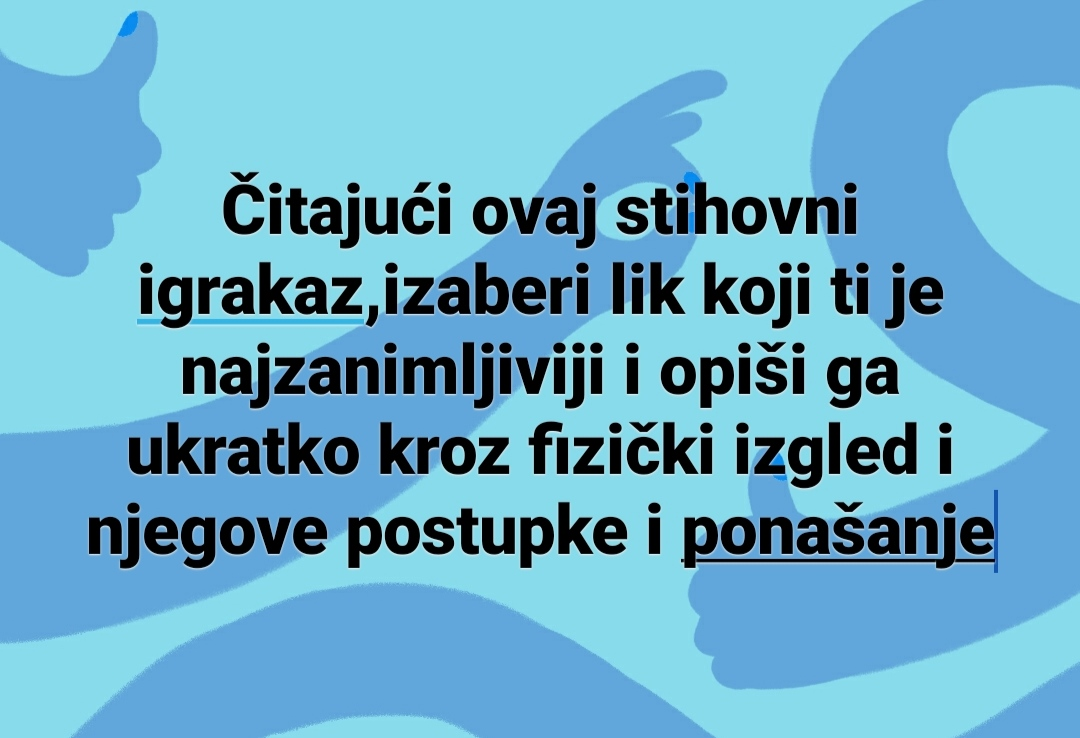 Čitajući ovaj stihovni
igrakaz,izaberi lik koji ti je
najzanimljiviji i opiši ga
ukratko kroz fizički izgled i
njegove postupke i ponašanje